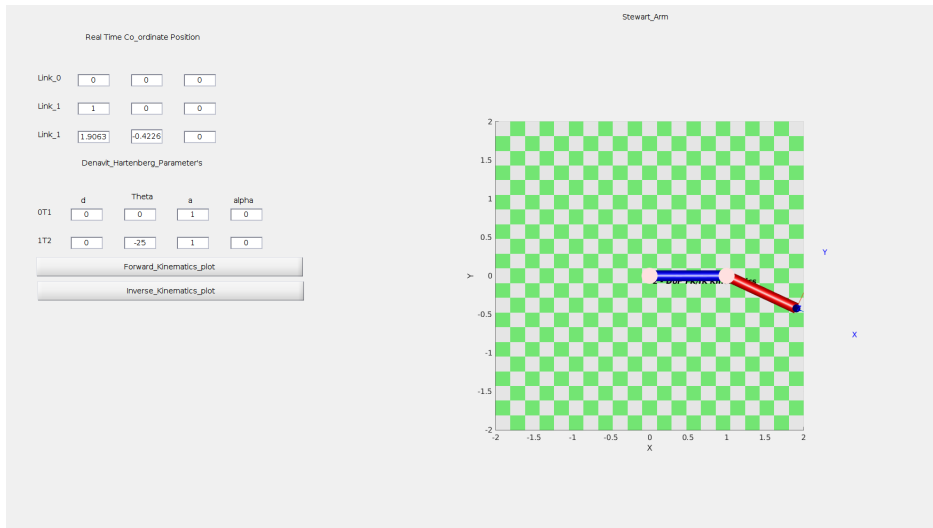 Stewart_Arm
Real Time Co_ordinate Position
Link_0 0 0 0
Link_1 1 0 0
Link_1 1.9063 -0.4226 0
Denavit_Hartenberg_Parameter's
d Theta a alpha
0T1 0 0 1 0
1T2 0 -25 1 0
Forward_Kinematics_plot
Inverse_Kinematics_plot
2
1.5
1
0.5
0
-0.5
-1
-1.5
-2
Y
-2 -1.5 -1 -0.5 0 0.5 1 1.5 2
X
Y
X